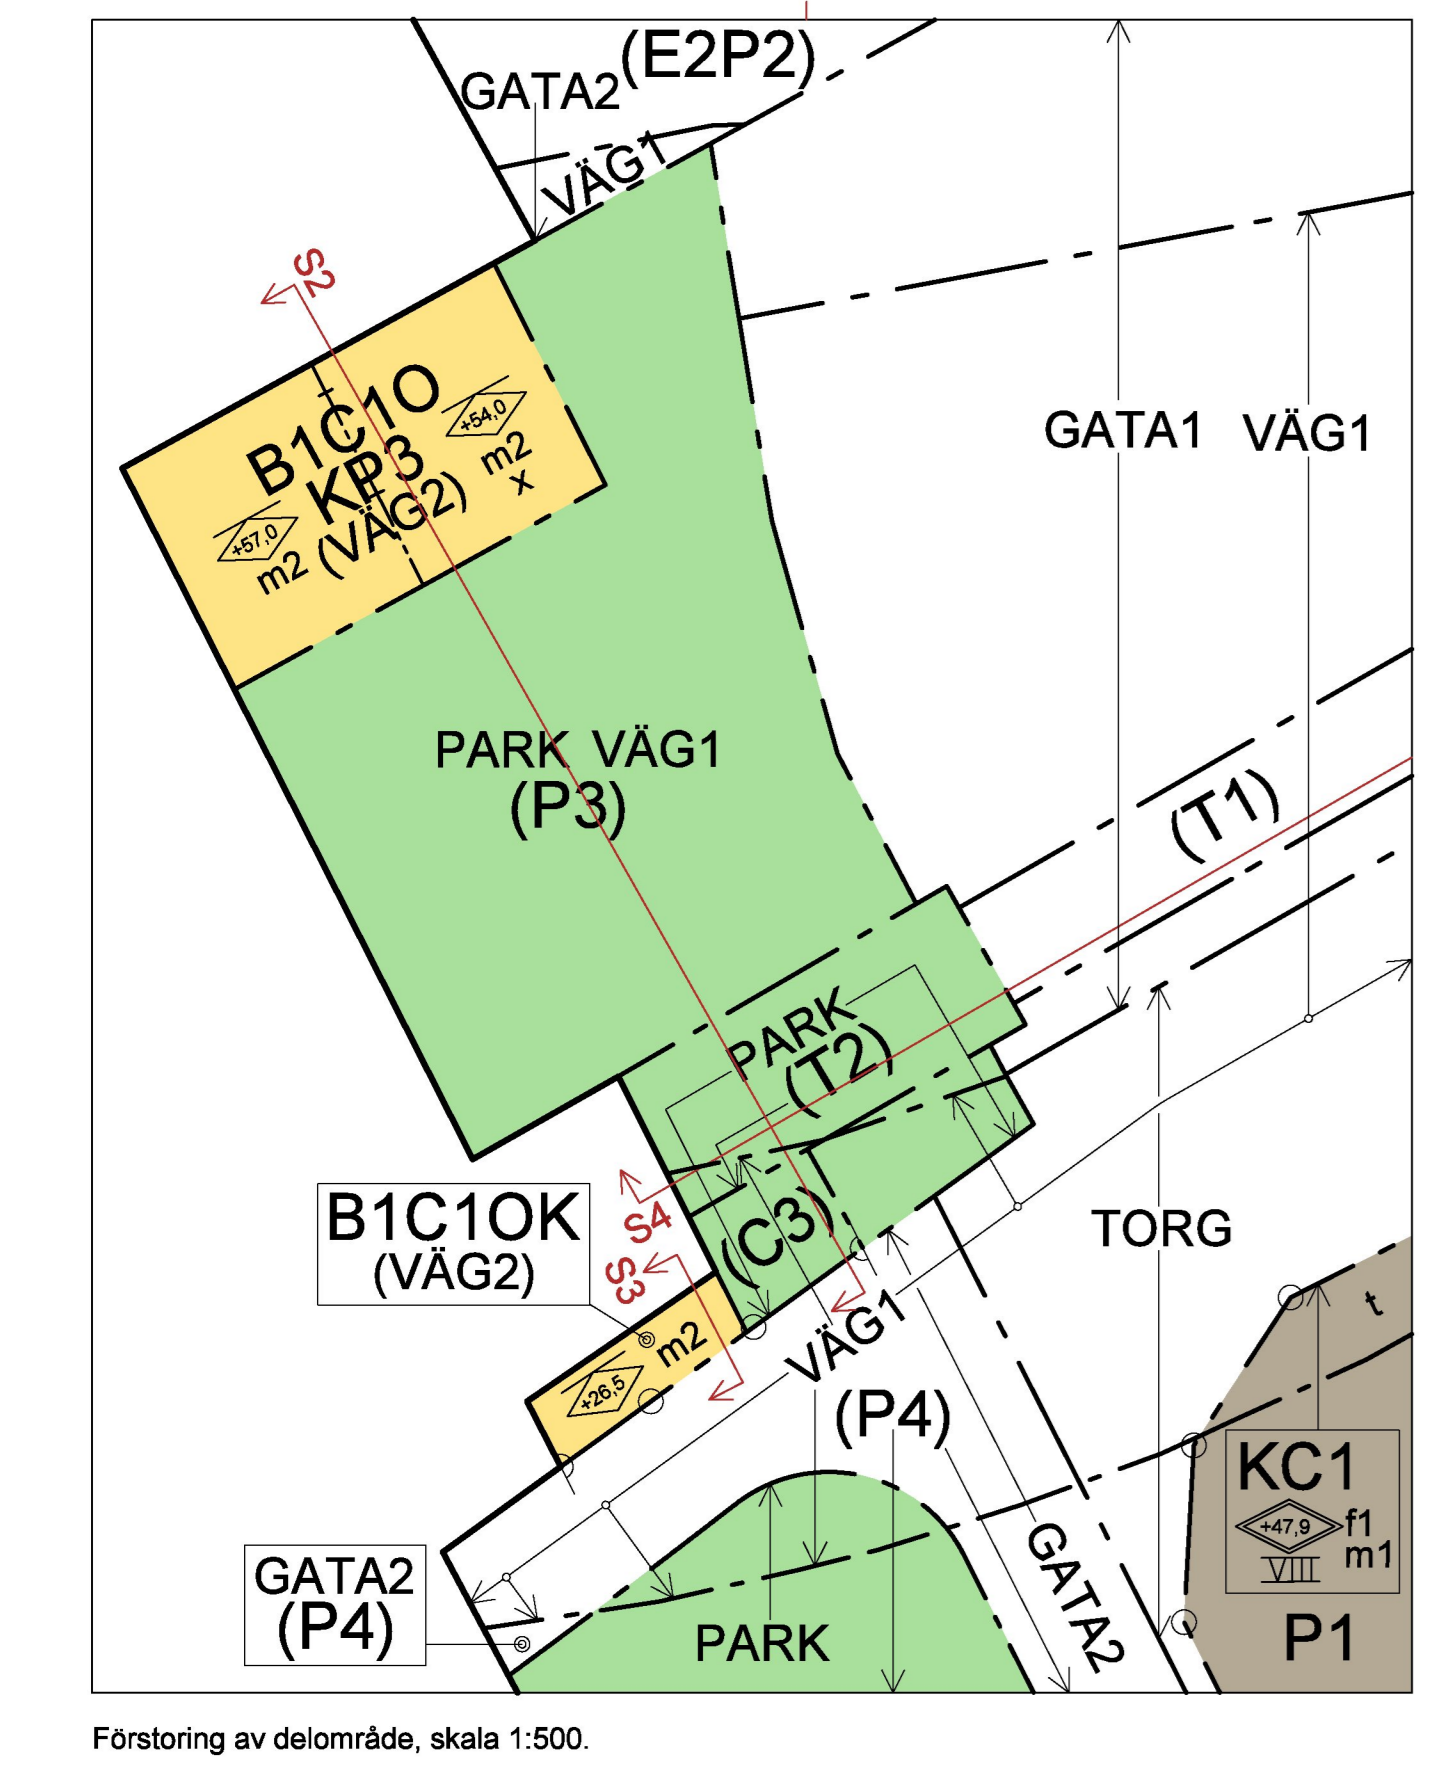 (E2P2)
GATA2
VÄG1
S2
B1C1O
KP3
(VÄG2)
+54,0
m2
x
+57,0
m2
GATA1
VÄG1
PARK VÄG1
(P3)
(T1)
PARK
(T2)
(C3)
S4
S3
B1C1OK
(VÄG2)
m2
+26,5
VÄG1
(P4)
TORG
t
KC1
+47,9
f1
m1
VIII
P1
GATA2
GATA2
(P4)
PARK
Förstoring av delområde, skala 1:500.